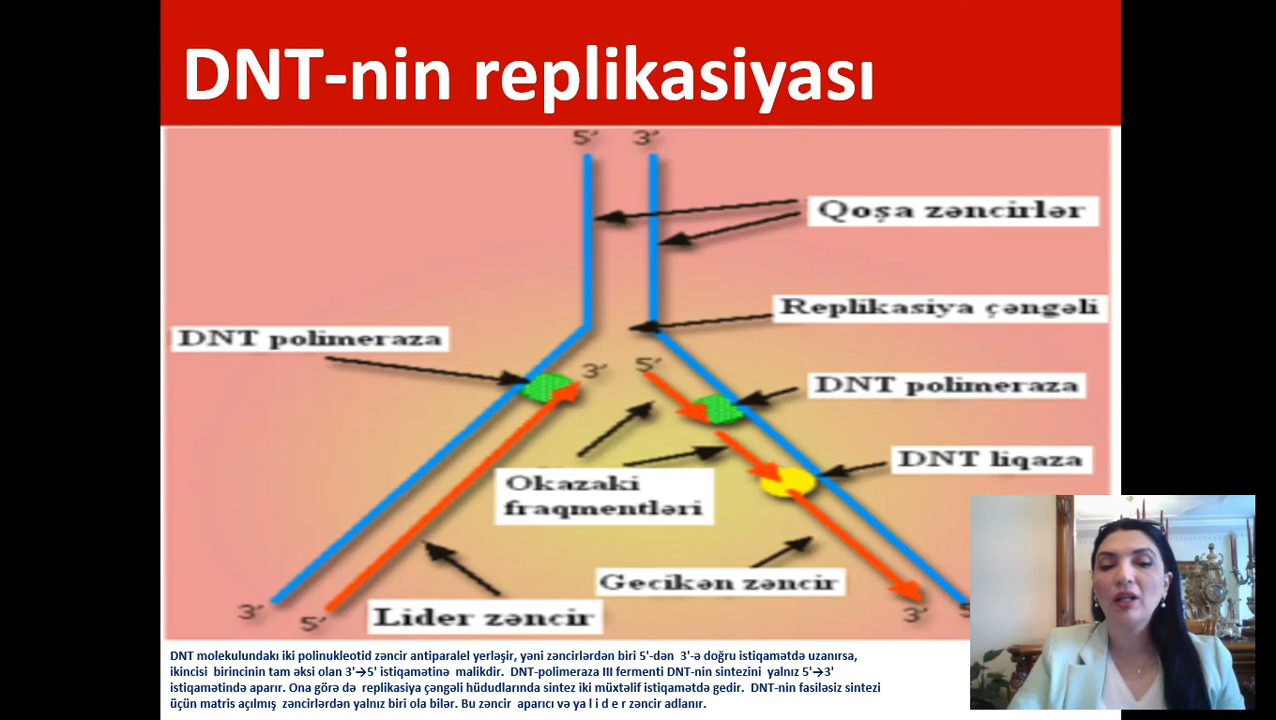 DNT-nin replikasiyası
5′ 3′
Qoşa zəncirlər
Replikasiya çəngəli
DNT polimeraza
3′ 5′
DNT polimeraza
DNT liqaza
Okazaki
fraqmentləri
Gecikən zəncir
3′ 5′
Lider zəncir
3′ 5
DNT molekulundakı iki polinukleotid zəncir antiparalel yerləşir, yəni zəncirlərdən biri 5'-dən 3'-ə doğru istiqamətdə uzanırsa,
ikincisi birincinin tam əksi olan 3'→5' istiqamətinə malikdir. DNT-polimeraza III fermenti DNT-nin sintezini yalnız 5'→3'
istiqamətində aparır. Ona görə də replikasiya çəngəli hüdudlarında sintez iki müxtəlif istiqamətdə gedir. DNT-nin fasiləsiz sintezi
üçün matris açılmış zəncirlərdən yalnız biri ola bilər. Bu zəncir aparıcı və ya l i d e r zəncir adlanır.